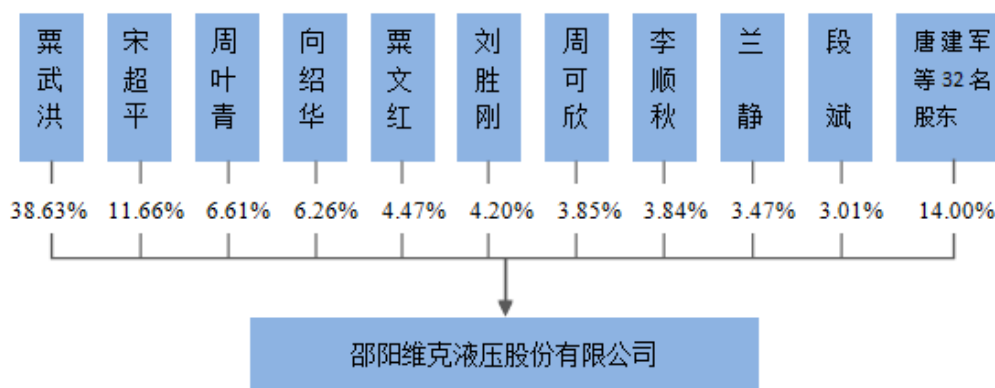 粟武洪
宋超平
周叶青
向绍华
粟文红
刘胜刚
周可欣
李顺秋
兰静
段斌
唐建军
等32名
股东
38.63% 11.66% 6.61% 6.26% 4.47% 4.20% 3.85% 3.84% 3.47% 3.01% 14.00%
邵阳维克液压股份有限公司